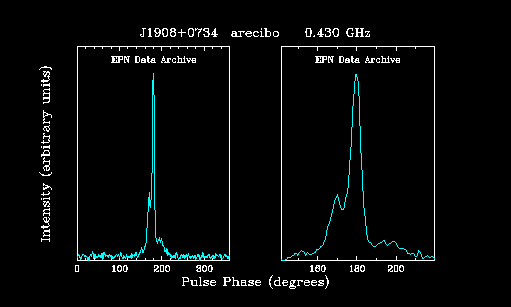 J1908+0734 arecibo 0.430 GHz
EPN Data Archive
EPN Data Archive
Intensity (arbitrary units)
0 100 200 300
160 180 200
Pulse Phase (degrees)